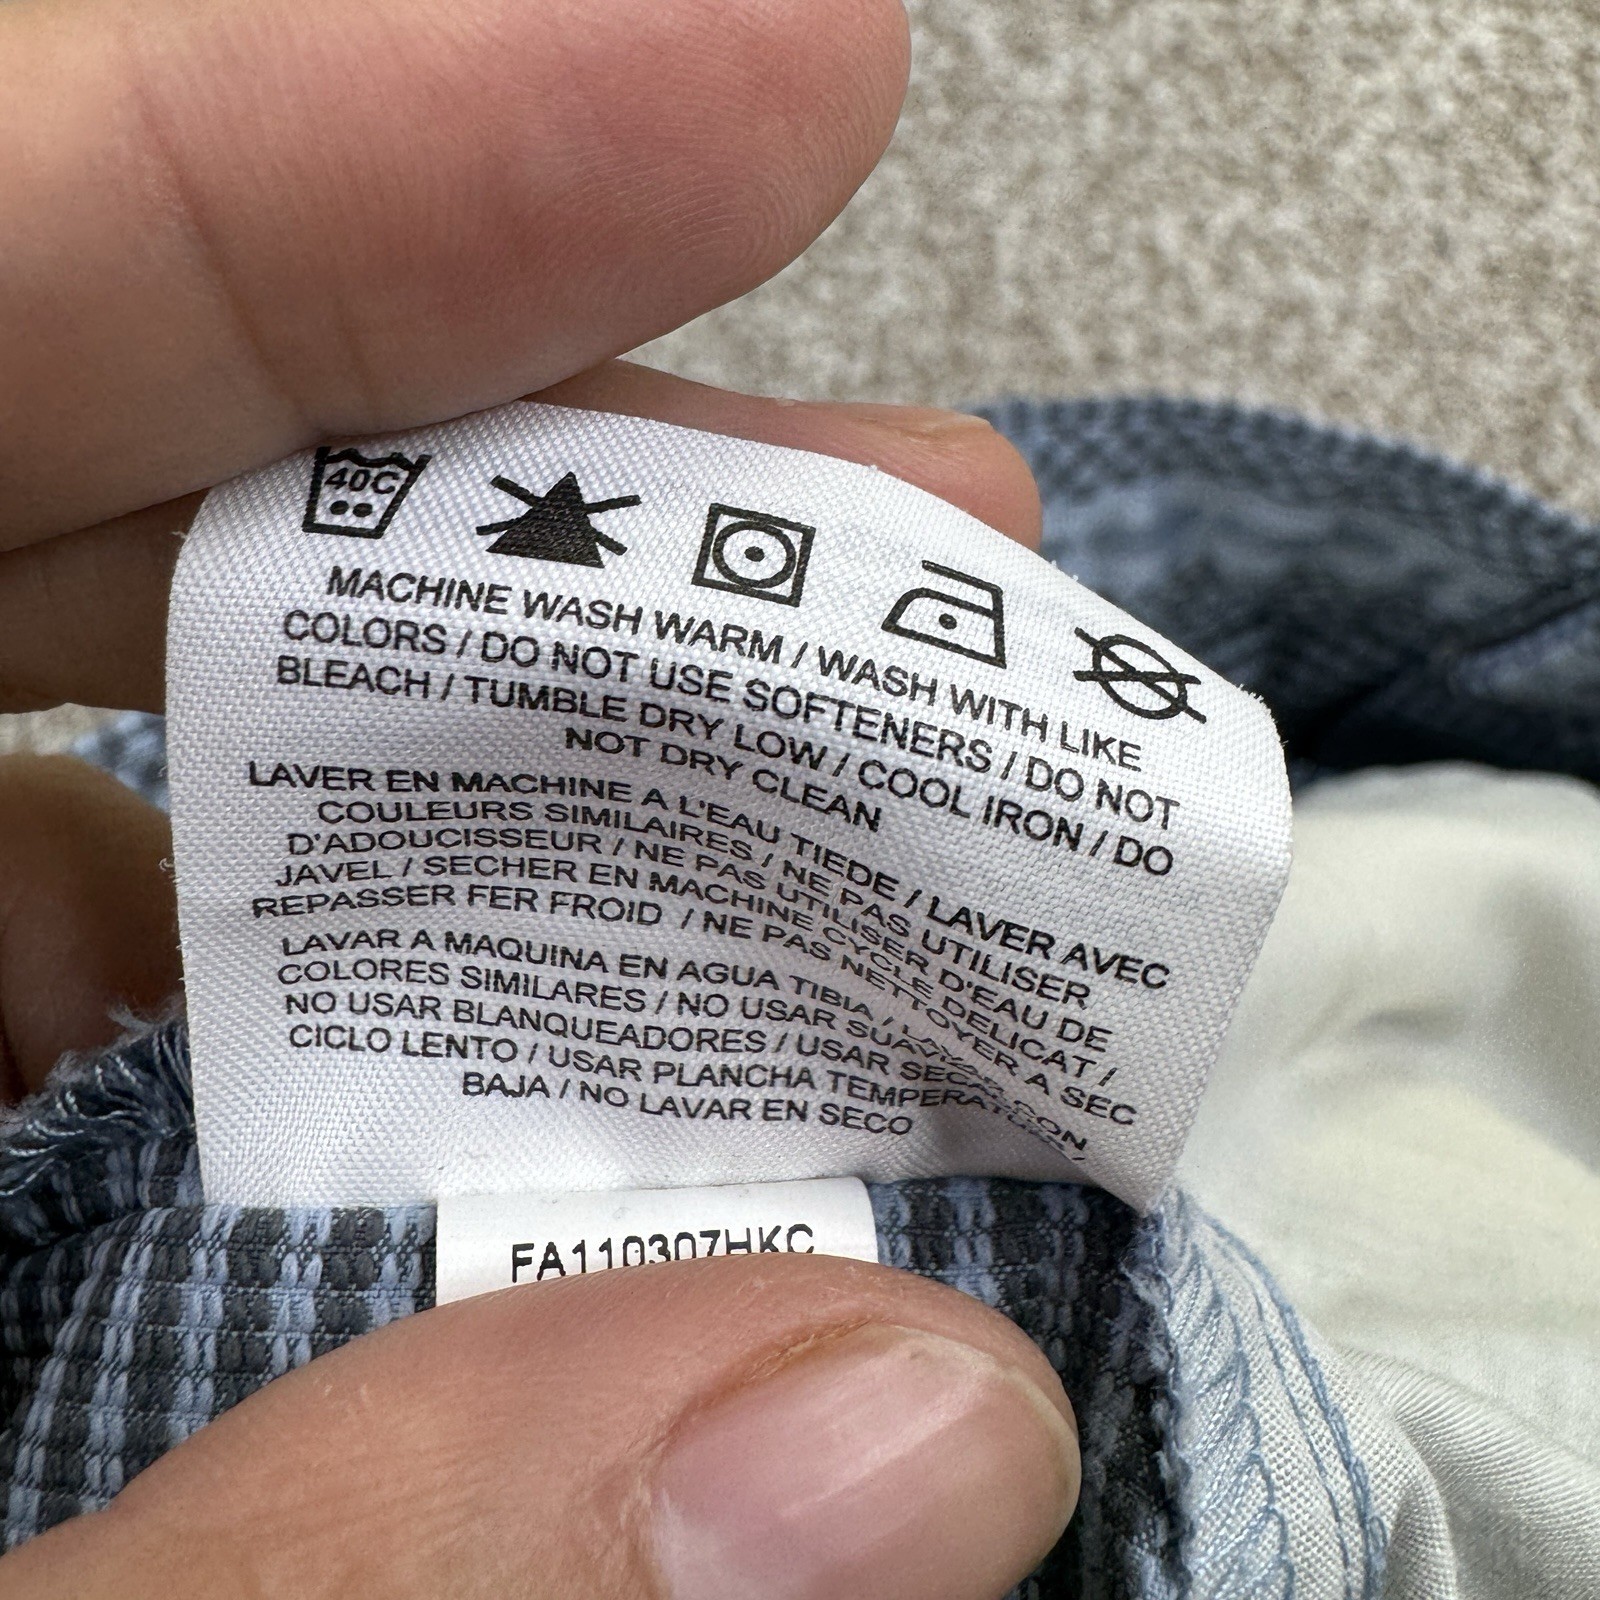 40C
MACHINE WASH WARM / WASH WITH LIKE
COLORS / DO NOT USE SOFTENERS / DO NOT
BLEACH / TUMBLE DRY LOW / COOL IRON / DO
NOT DRY CLEAN
LAVER EN MACHINE A L'EAU TIEDE / LAVER AVEC
COULEURS SIMILAIRES / NE PAS UTILISER
D'ADOUCISSEUR / NE PAS UTILISER D'EAU DE
JAVEL / SECHER EN MACHINE CYCLE DELICAT /
REPASSER FER FROID / NE PAS NETTOYER A SEC
LAVAR A MAQUINA EN AGUA TIBIA / LAVAR CON
COLORES SIMILARES / NO USAR
NO USAR BLANQUEADORES / USAR
CICLO LENTO / USAR PLANCHA TEMPERATURA
BAJA / NO LAVAR EN SECO
FA110307HKC